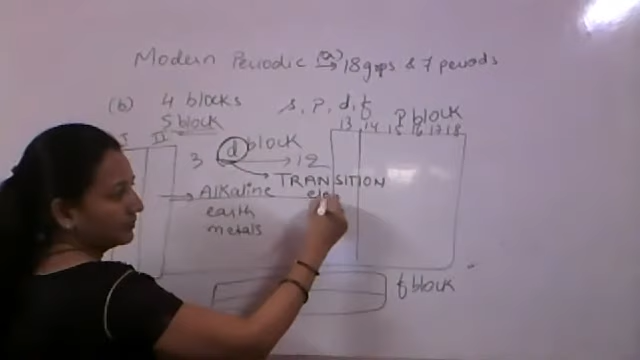 Modern Periodic (a) → 18 gps & 7 periods
(b) 4 blocks s, p, d, f
S block P block
I II 13 14 15 16 17 18
d block
3 → 12
TRANSITION
Alkaline ele
earth
metals
f block